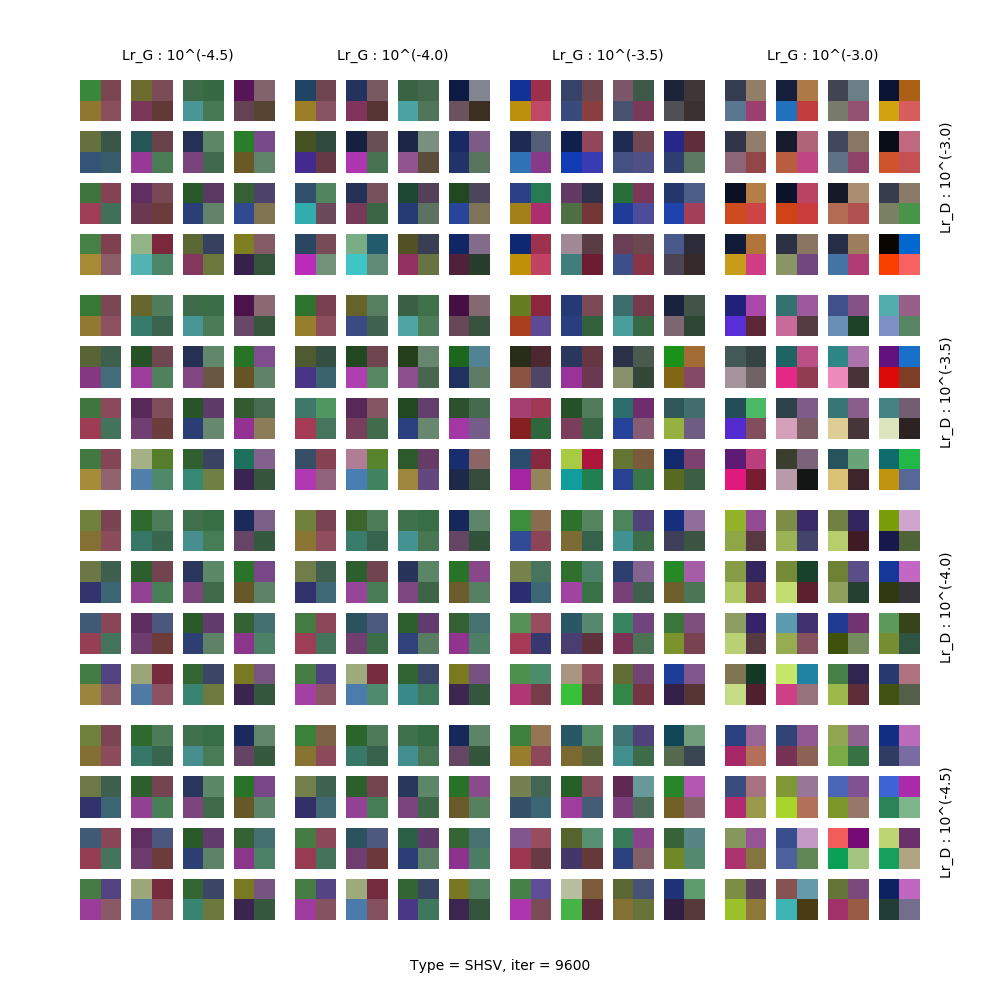 Lr_G : 10^(-4.5)
Lr_G : 10^(-4.0)
Lr_G : 10^(-3.5)
Lr_G : 10^(-3.0)
Lr_D : 10^(-3.0)
Lr_D : 10^(-3.5)
Lr_D : 10^(-4.0)
Lr_D : 10^(-4.5)
Type = SHSV, iter = 9600